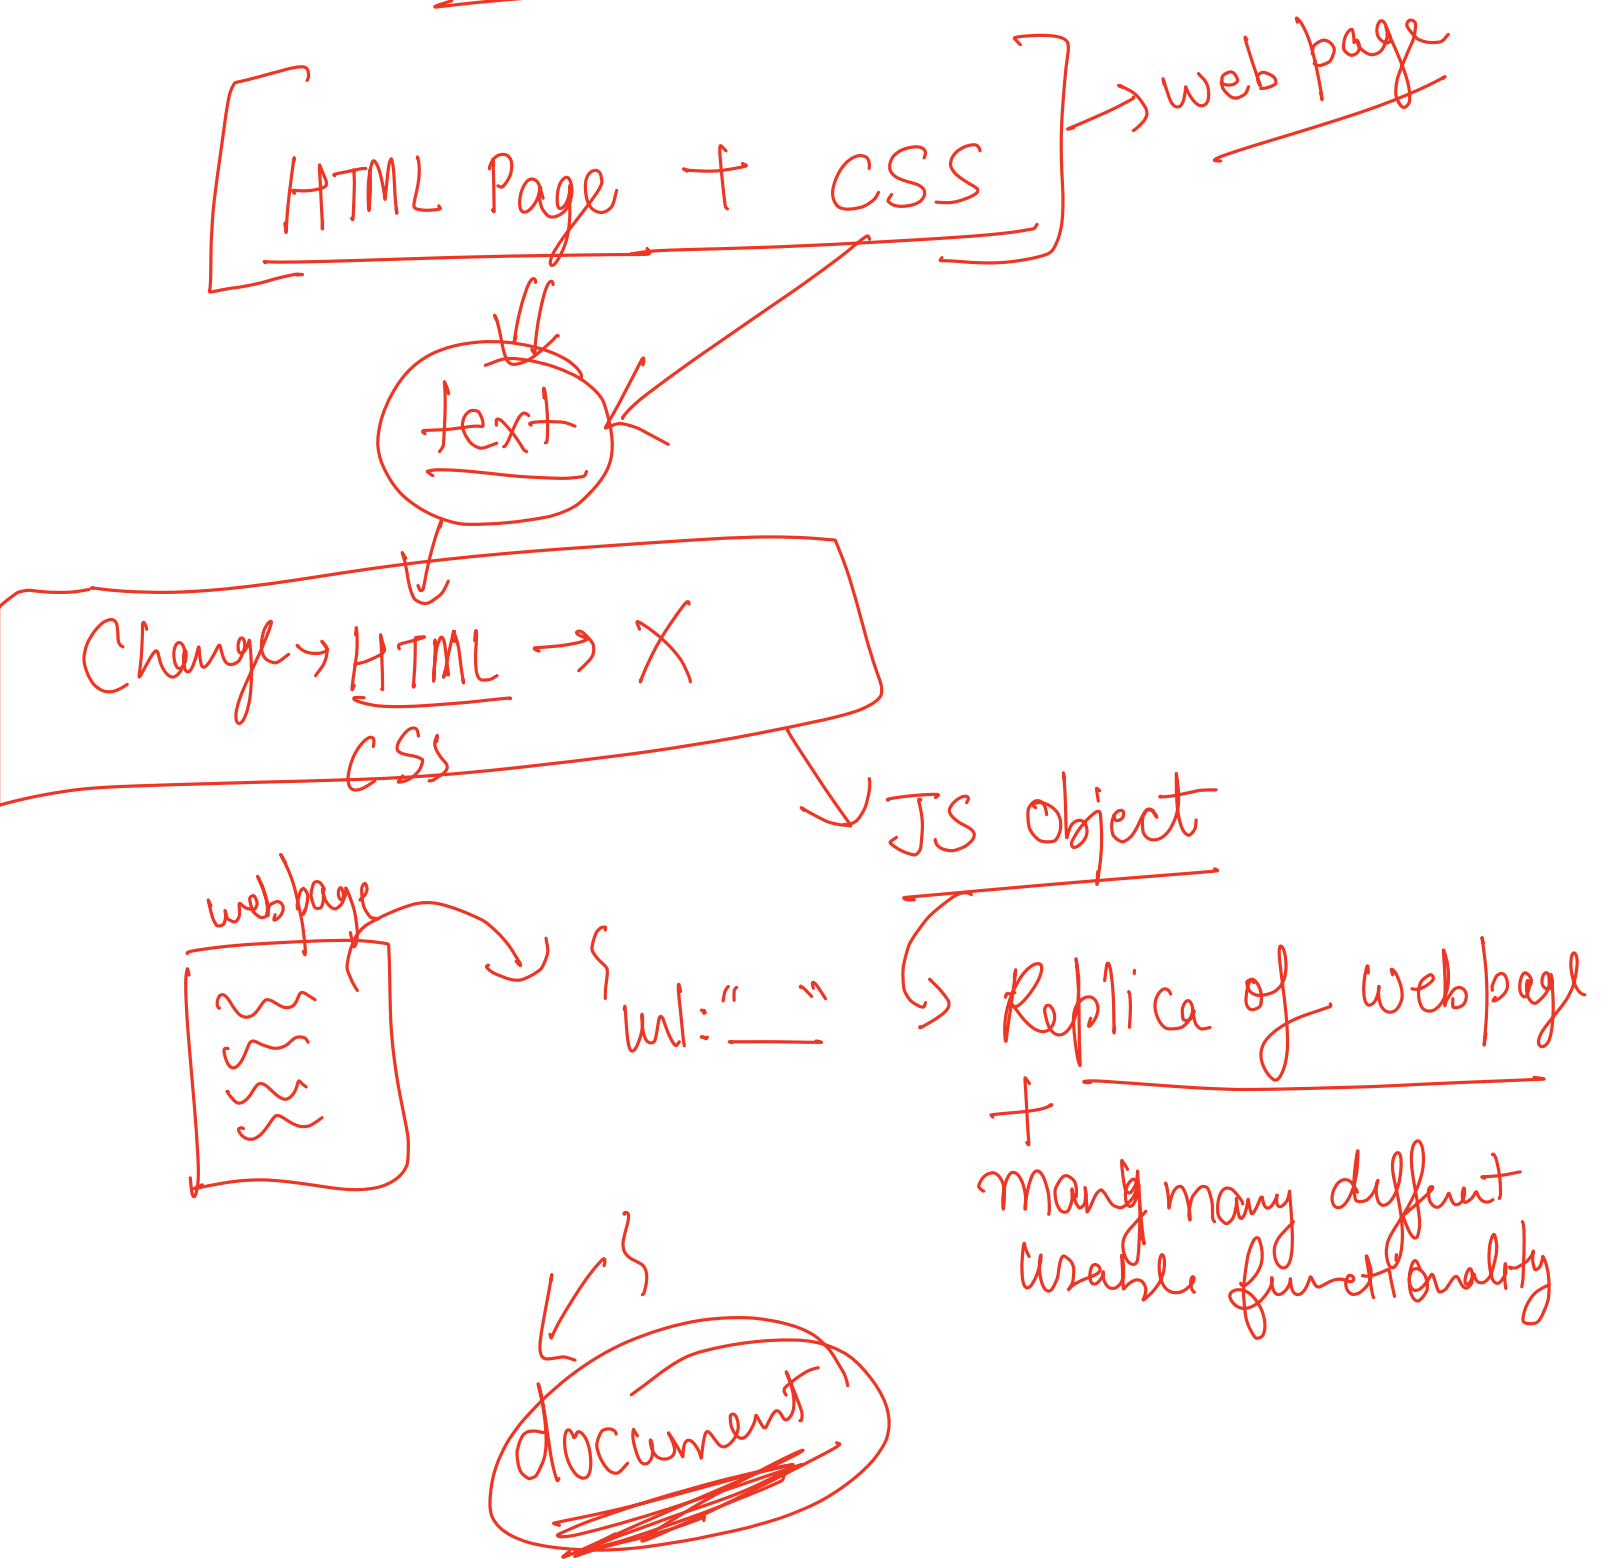 web page
HTML Page + CSS
text
Change → HTML → X
CSS
JS Object
webpage
{
url: "      "
Replica of webpage
+
many many different
usable functionality
}
document